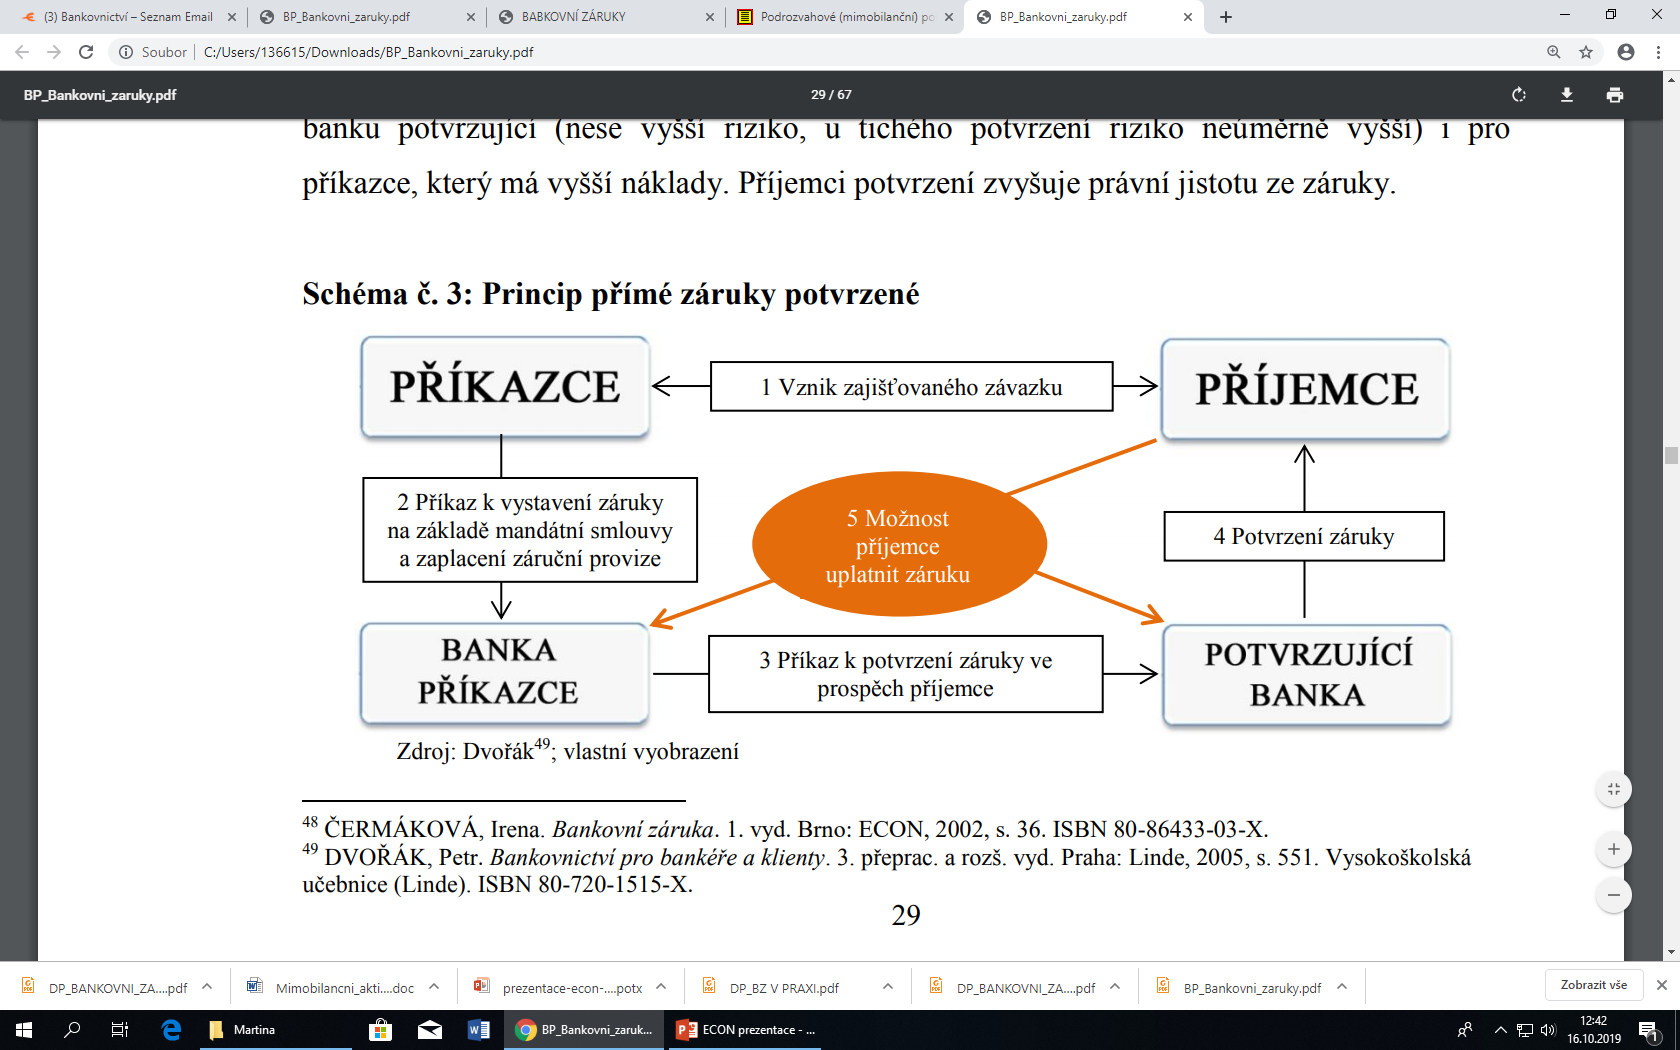 (3) Bankovnictví – Seznam Email
BP_Bankovni_zaruky.pdf
BABKOVNÍ ZÁRUKY
Podrozvahové (mimobilanční) po
BP_Bankovni_zaruky.pdf
Soubor
C:/Users/136615/Downloads/BP_Bankovni_zaruky.pdf
BP_Bankovni_zaruky.pdf
29 / 67
banku potvrzující (nese vyšší riziko, u tichého potvrzení riziko neúměrně vyšší) i pro
příkazce, který má vyšší náklady. Příjemci potvrzení zvyšuje právní jistotu ze záruky.
Schéma č. 3: Princip přímé záruky potvrzené
PŘÍKAZCE
1 Vznik zajišťovaného závazku
PŘÍJEMCE
2 Příkaz k vystavení záruky
na základě mandátní smlouvy
a zaplacení záruční provize
5 Možnost
příjemce
uplatnit záruku
4 Potvrzení záruky
BANKA
PŘÍKAZCE
3 Příkaz k potvrzení záruky ve
prospěch příjemce
POTVRZUJÍCÍ
BANKA
Zdroj: Dvořák49; vlastní vyobrazení
48 ČERMÁKOVÁ, Irena. Bankovní záruka. 1. vyd. Brno: ECON, 2002, s. 36. ISBN 80-86433-03-X.
49 DVOŘÁK, Petr. Bankovnictví pro bankéře a klienty. 3. přeprac. a rozš. vyd. Praha: Linde, 2005, s. 551. Vysokoškolská
učebnice (Linde). ISBN 80-720-1515-X.
29
DP_BANKOVNI_ZA....pdf
Mimobilancni_akti....doc
prezentace-econ-....potx
DP_BZ V PRAXI.pdf
DP_BANKOVNI_ZA....pdf
BP_Bankovni_zaruky.pdf
Zobrazit vše
Martina
BP_Bankovni_zaruk...
ECON prezentace - ...
12:42
16.10.2019
1